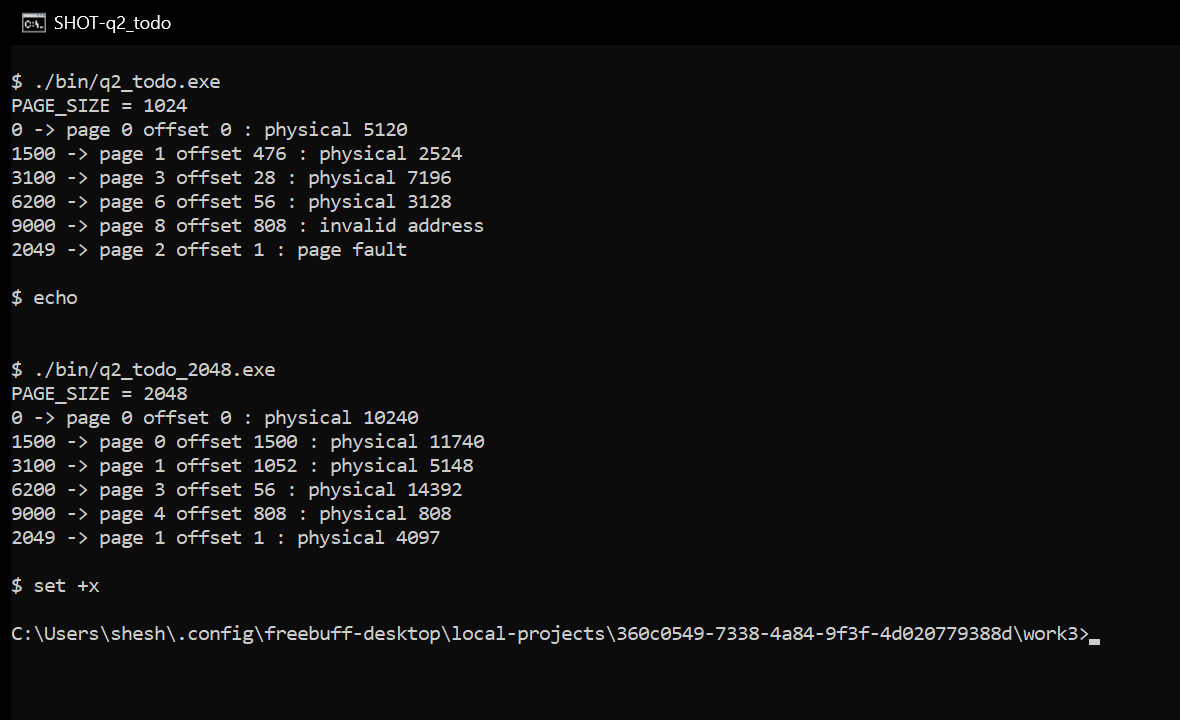 SHOT-q2_todo
$ ./bin/q2_todo.exe
PAGE_SIZE = 1024
0 -> page 0 offset 0 : physical 5120
1500 -> page 1 offset 476 : physical 2524
3100 -> page 3 offset 28 : physical 7196
6200 -> page 6 offset 56 : physical 3128
9000 -> page 8 offset 808 : invalid address
2049 -> page 2 offset 1 : page fault
$ echo
$ ./bin/q2_todo_2048.exe
PAGE_SIZE = 2048
0 -> page 0 offset 0 : physical 10240
1500 -> page 0 offset 1500 : physical 11740
3100 -> page 1 offset 1052 : physical 5148
6200 -> page 3 offset 56 : physical 14392
9000 -> page 4 offset 808 : physical 808
2049 -> page 1 offset 1 : physical 4097
$ set +x
C:\Users\shesh\.config\freebuff-desktop\local-projects\360c0549-7338-4a84-9f3f-4d020779388d\work3>